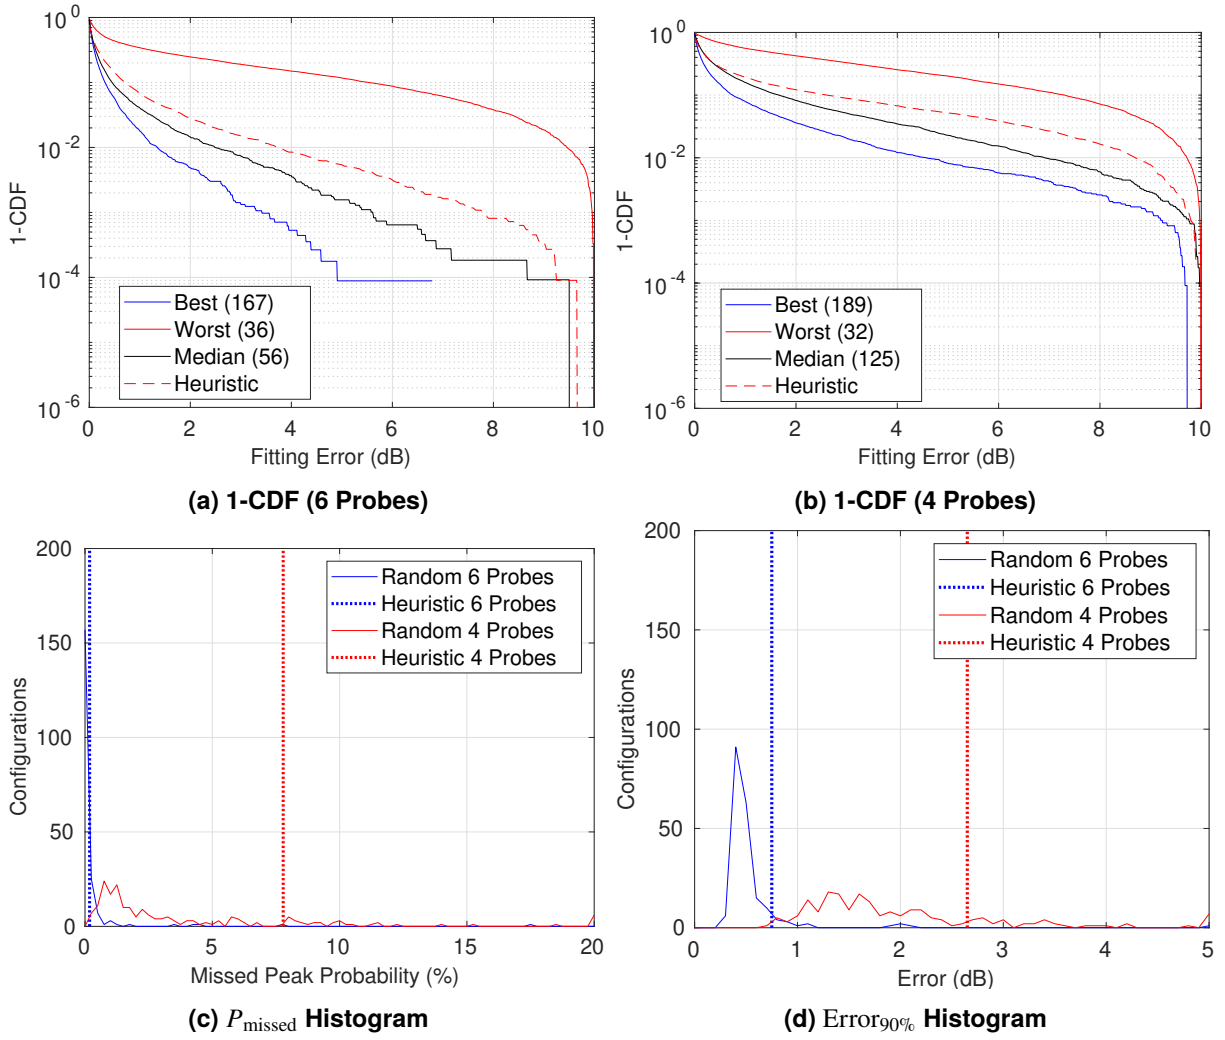 10^0
10^-2
10^-4
10^-6
1-CDF
0 2 4 6 8 10
Fitting Error (dB)
Best (167)
Worst (36)
Median (56)
Heuristic
(a) 1-CDF (6 Probes)
10^0
10^-2
10^-4
10^-6
1-CDF
0 2 4 6 8 10
Fitting Error (dB)
Best (189)
Worst (32)
Median (125)
Heuristic
(b) 1-CDF (4 Probes)
200
150
100
50
0
Configurations
0 5 10 15 20
Missed Peak Probability (%)
Random 6 Probes
Heuristic 6 Probes
Random 4 Probes
Heuristic 4 Probes
(c) P_missed Histogram
200
150
100
50
0
Configurations
0 1 2 3 4 5
Error (dB)
Random 6 Probes
Heuristic 6 Probes
Random 4 Probes
Heuristic 4 Probes
(d) Error_90% Histogram